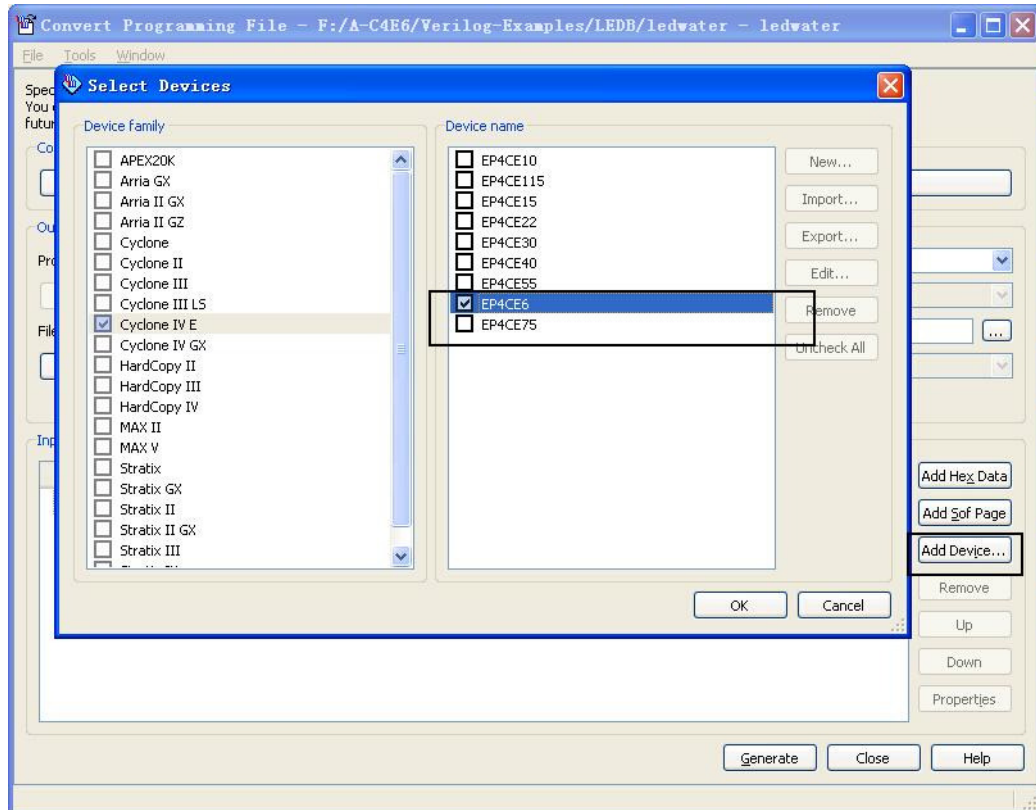 Convert Programming File - F:/A-C4E6/Verilog-Examples/LEDB/ledwater - ledwater
File Tools Window
Select Devices
Device family
APEX20K
Arria GX
Arria II GX
Arria II GZ
Cyclone
Cyclone II
Cyclone III
Cyclone III LS
Cyclone IV E
Cyclone IV GX
HardCopy II
HardCopy III
HardCopy IV
MAX II
MAX V
Stratix
Stratix GX
Stratix II
Stratix II GX
Stratix III
Device name
EP4CE10
EP4CE115
EP4CE15
EP4CE22
EP4CE30
EP4CE40
EP4CE55
EP4CE6
EP4CE75
New...
Import...
Export...
Edit...
Remove
Uncheck All
OK Cancel
Spec
You
futur
Co
Ou
Pro
File
...
Inp
Add Hex Data
Add Sof Page
Add Device...
Remove
Up
Down
Properties
Generate Close Help